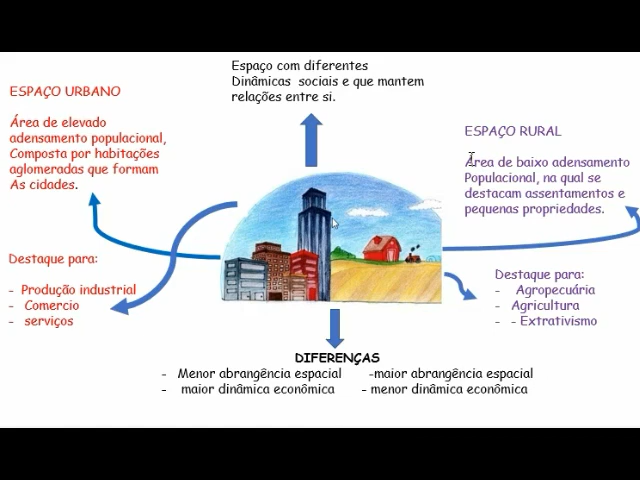 Espaço com diferentes
Dinâmicas sociais e que mantem
relações entre si.
ESPAÇO URBANO
Área de elevado
adensamento populacional,
Composta por habitações
aglomeradas que formam
As cidades.
Destaque para:
- Produção industrial
- Comercio
- serviços
ESPAÇO RURAL
Área de baixo adensamento
Populacional, na qual se
destacam assentamentos e
pequenas propriedades.
Destaque para:
- Agropecuária
- Agricultura
- - Extrativismo
DIFERENÇAS
- Menor abrangência espacial -maior abrangência espacial
- maior dinâmica econômica - menor dinâmica econômica